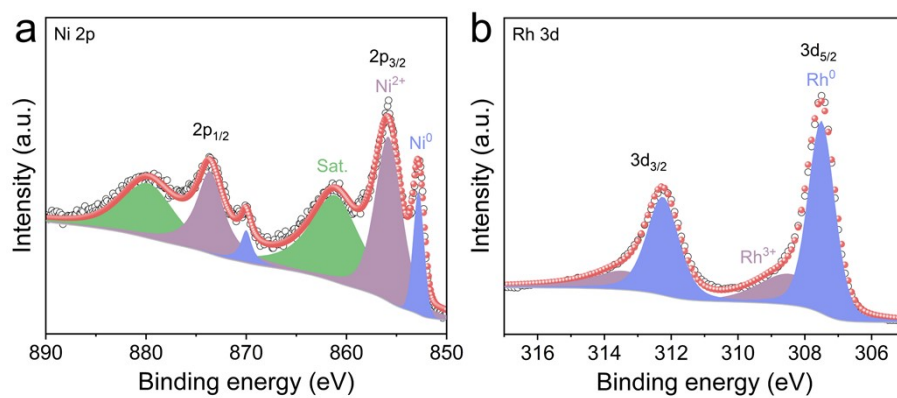 a
Ni 2p
2p3/2
Ni2+
Ni0
2p1/2
Sat.
Intensity (a.u.)
890 880 870 860 850
Binding energy (eV)
b
Rh 3d
3d5/2
Rh0
3d3/2
Rh3+
Intensity (a.u.)
316 314 312 310 308 306
Binding energy (eV)